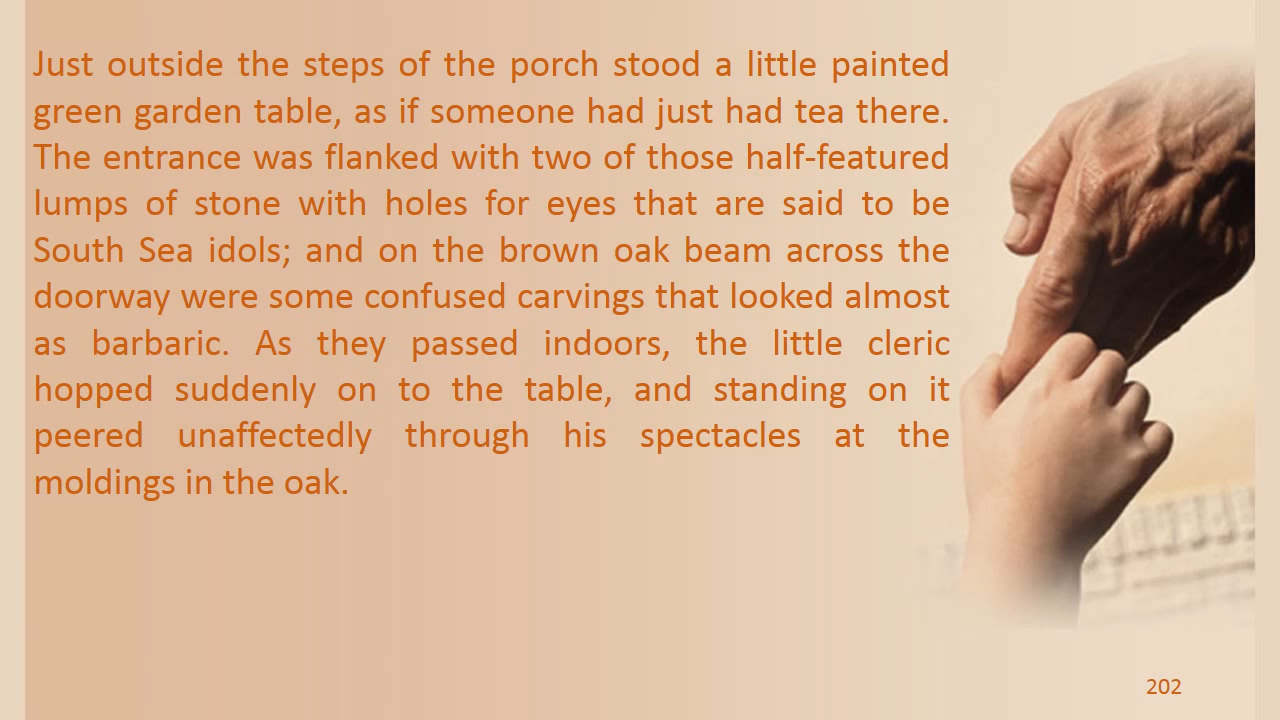 Just outside the steps of the porch stood a little painted
green garden table, as if someone had just had tea there.
The entrance was flanked with two of those half-featured
lumps of stone with holes for eyes that are said to be
South Sea idols; and on the brown oak beam across the
doorway were some confused carvings that looked almost
as barbaric. As they passed indoors, the little cleric
hopped suddenly on to the table, and standing on it
peered unaffectedly through his spectacles at the
moldings in the oak.
202